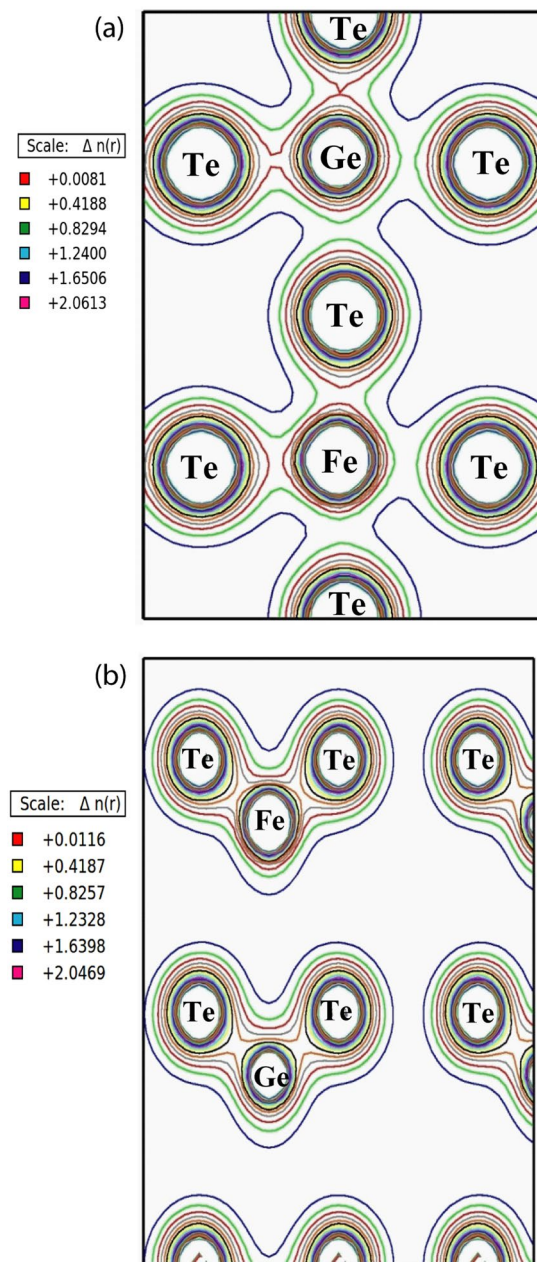 (a)
Te
Scale: Δ n(r)
+0.0081
+0.4188
+0.8294
+1.2400
+1.6506
+2.0613
Te Ge Te
Te
Te Fe Te
Te
(b)
Te Te Te
Scale: Δ n(r)
+0.0116
+0.4187
+0.8257
+1.2328
+1.6398
+2.0469
Fe
Te Te Te
Ge